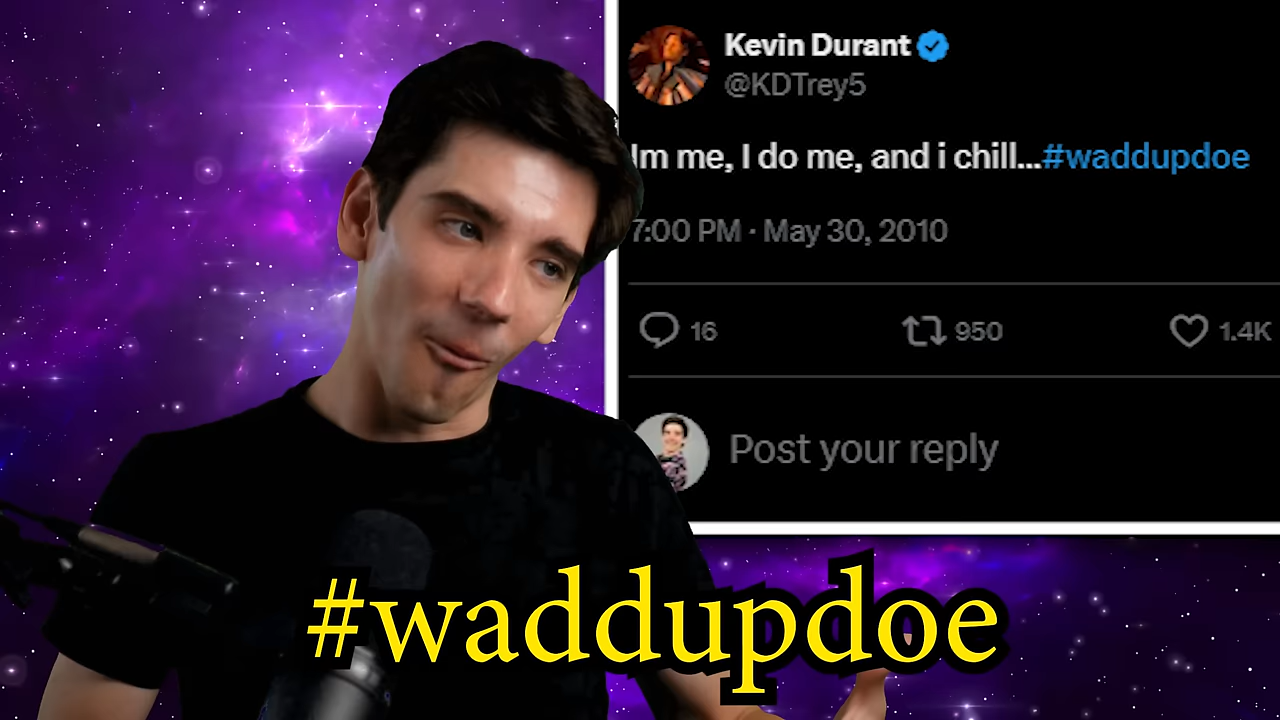 Kevin Durant
@KDTrey5
Im me, I do me, and i chill...#waddupdoe
7:00 PM · May 30, 2010
16 950 1.4K
Post your reply
#waddupdoe